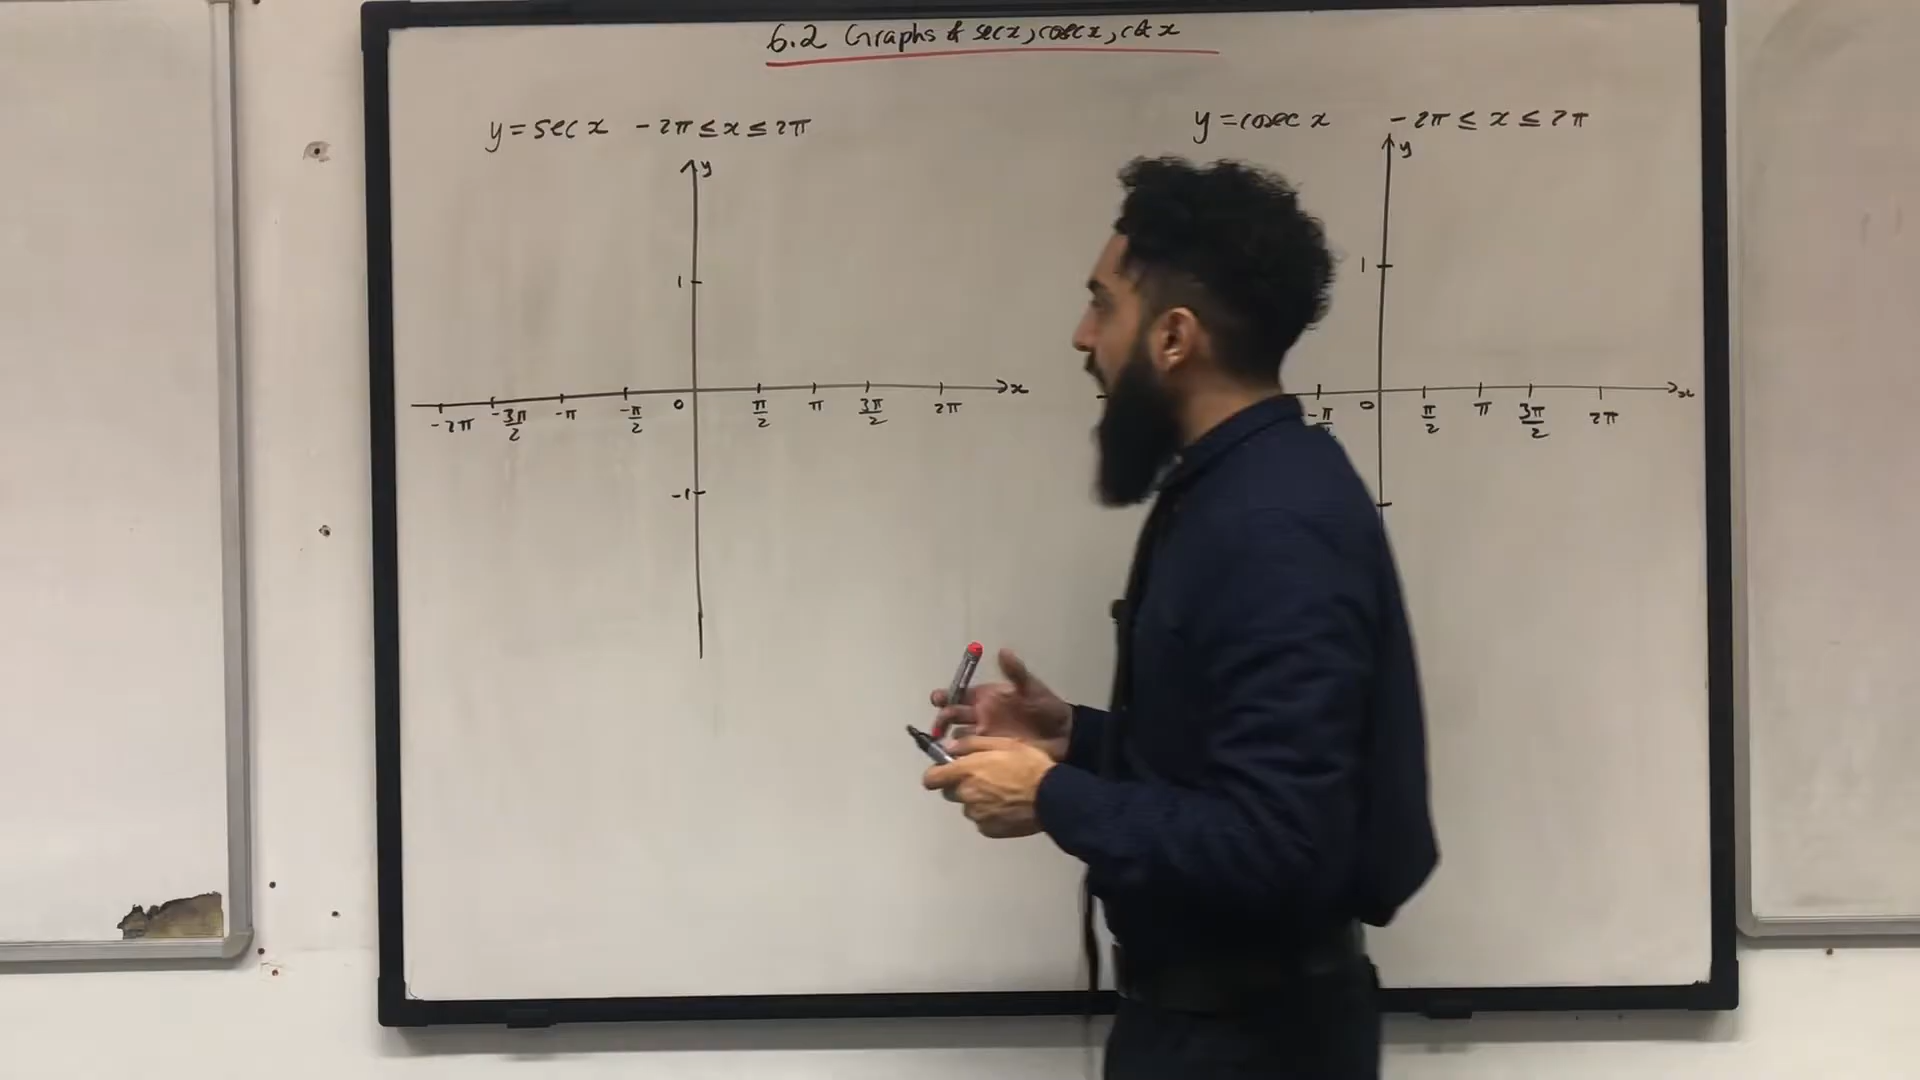 6.2 Graphs of sec x, cosec x, cot x
y = sec x -2π ≤ x ≤ 2π
y
1
-2π -3π/2 -π -π/2 0 π/2 π 3π/2 2π x
-1
y = cosec x -2π ≤ x ≤ 2π
y
1
-π/2 0 π/2 π 3π/2 2π x